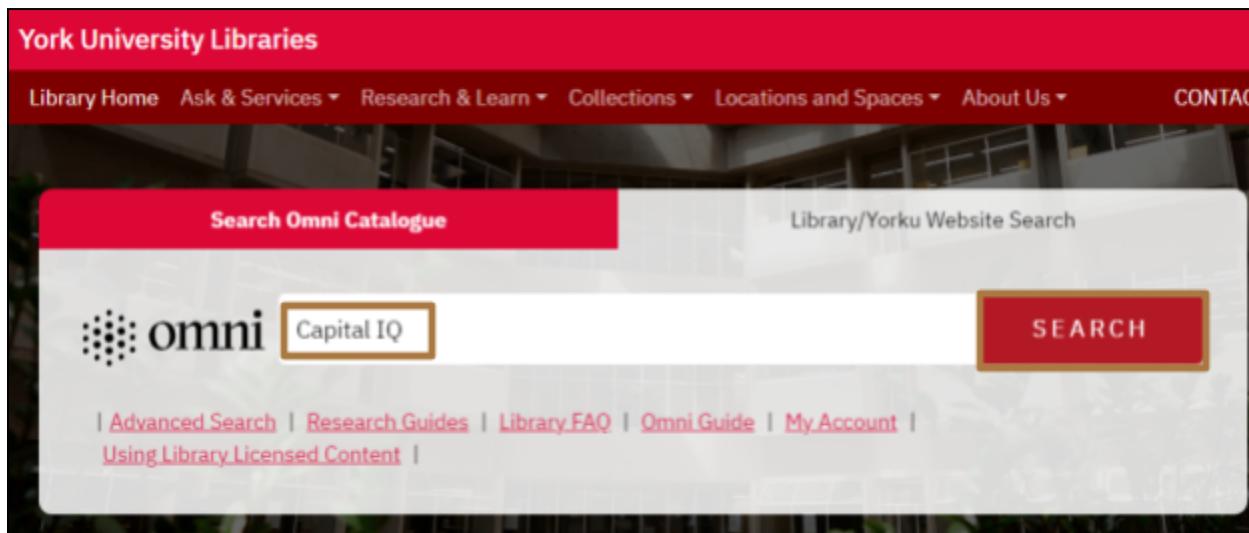 York University Libraries
Library Home Ask & Services Research & Learn Collections Locations and Spaces About Us CONTAC
Search Omni Catalogue Library/Yorku Website Search
omni Capital IQ SEARCH
| Advanced Search | Research Guides | Library FAQ | Omni Guide | My Account |
Using Library Licensed Content |